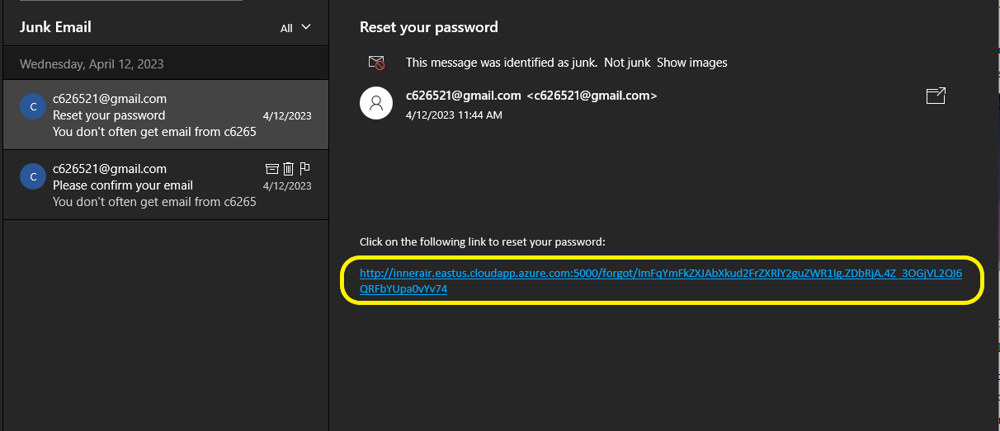 Junk Email
All
Wednesday, April 12, 2023
C
c626521@gmail.com
Reset your password
4/12/2023
You don't often get email from c6265
C
c626521@gmail.com
Please confirm your email
4/12/2023
You don't often get email from c6265
Reset your password
This message was identified as junk. Not junk Show images
c626521@gmail.com <c626521@gmail.com>
4/12/2023 11:44 AM
Click on the following link to reset your password:
http://innerair.eastus.cloudapp.azure.com:5000/forgot/ImFqYmFkZXJAbXkud2FrZXRlY2guZWR1Ig.ZDbRjA.4Z_3OGjVL2QI6
QRFbYUpa0vYv74